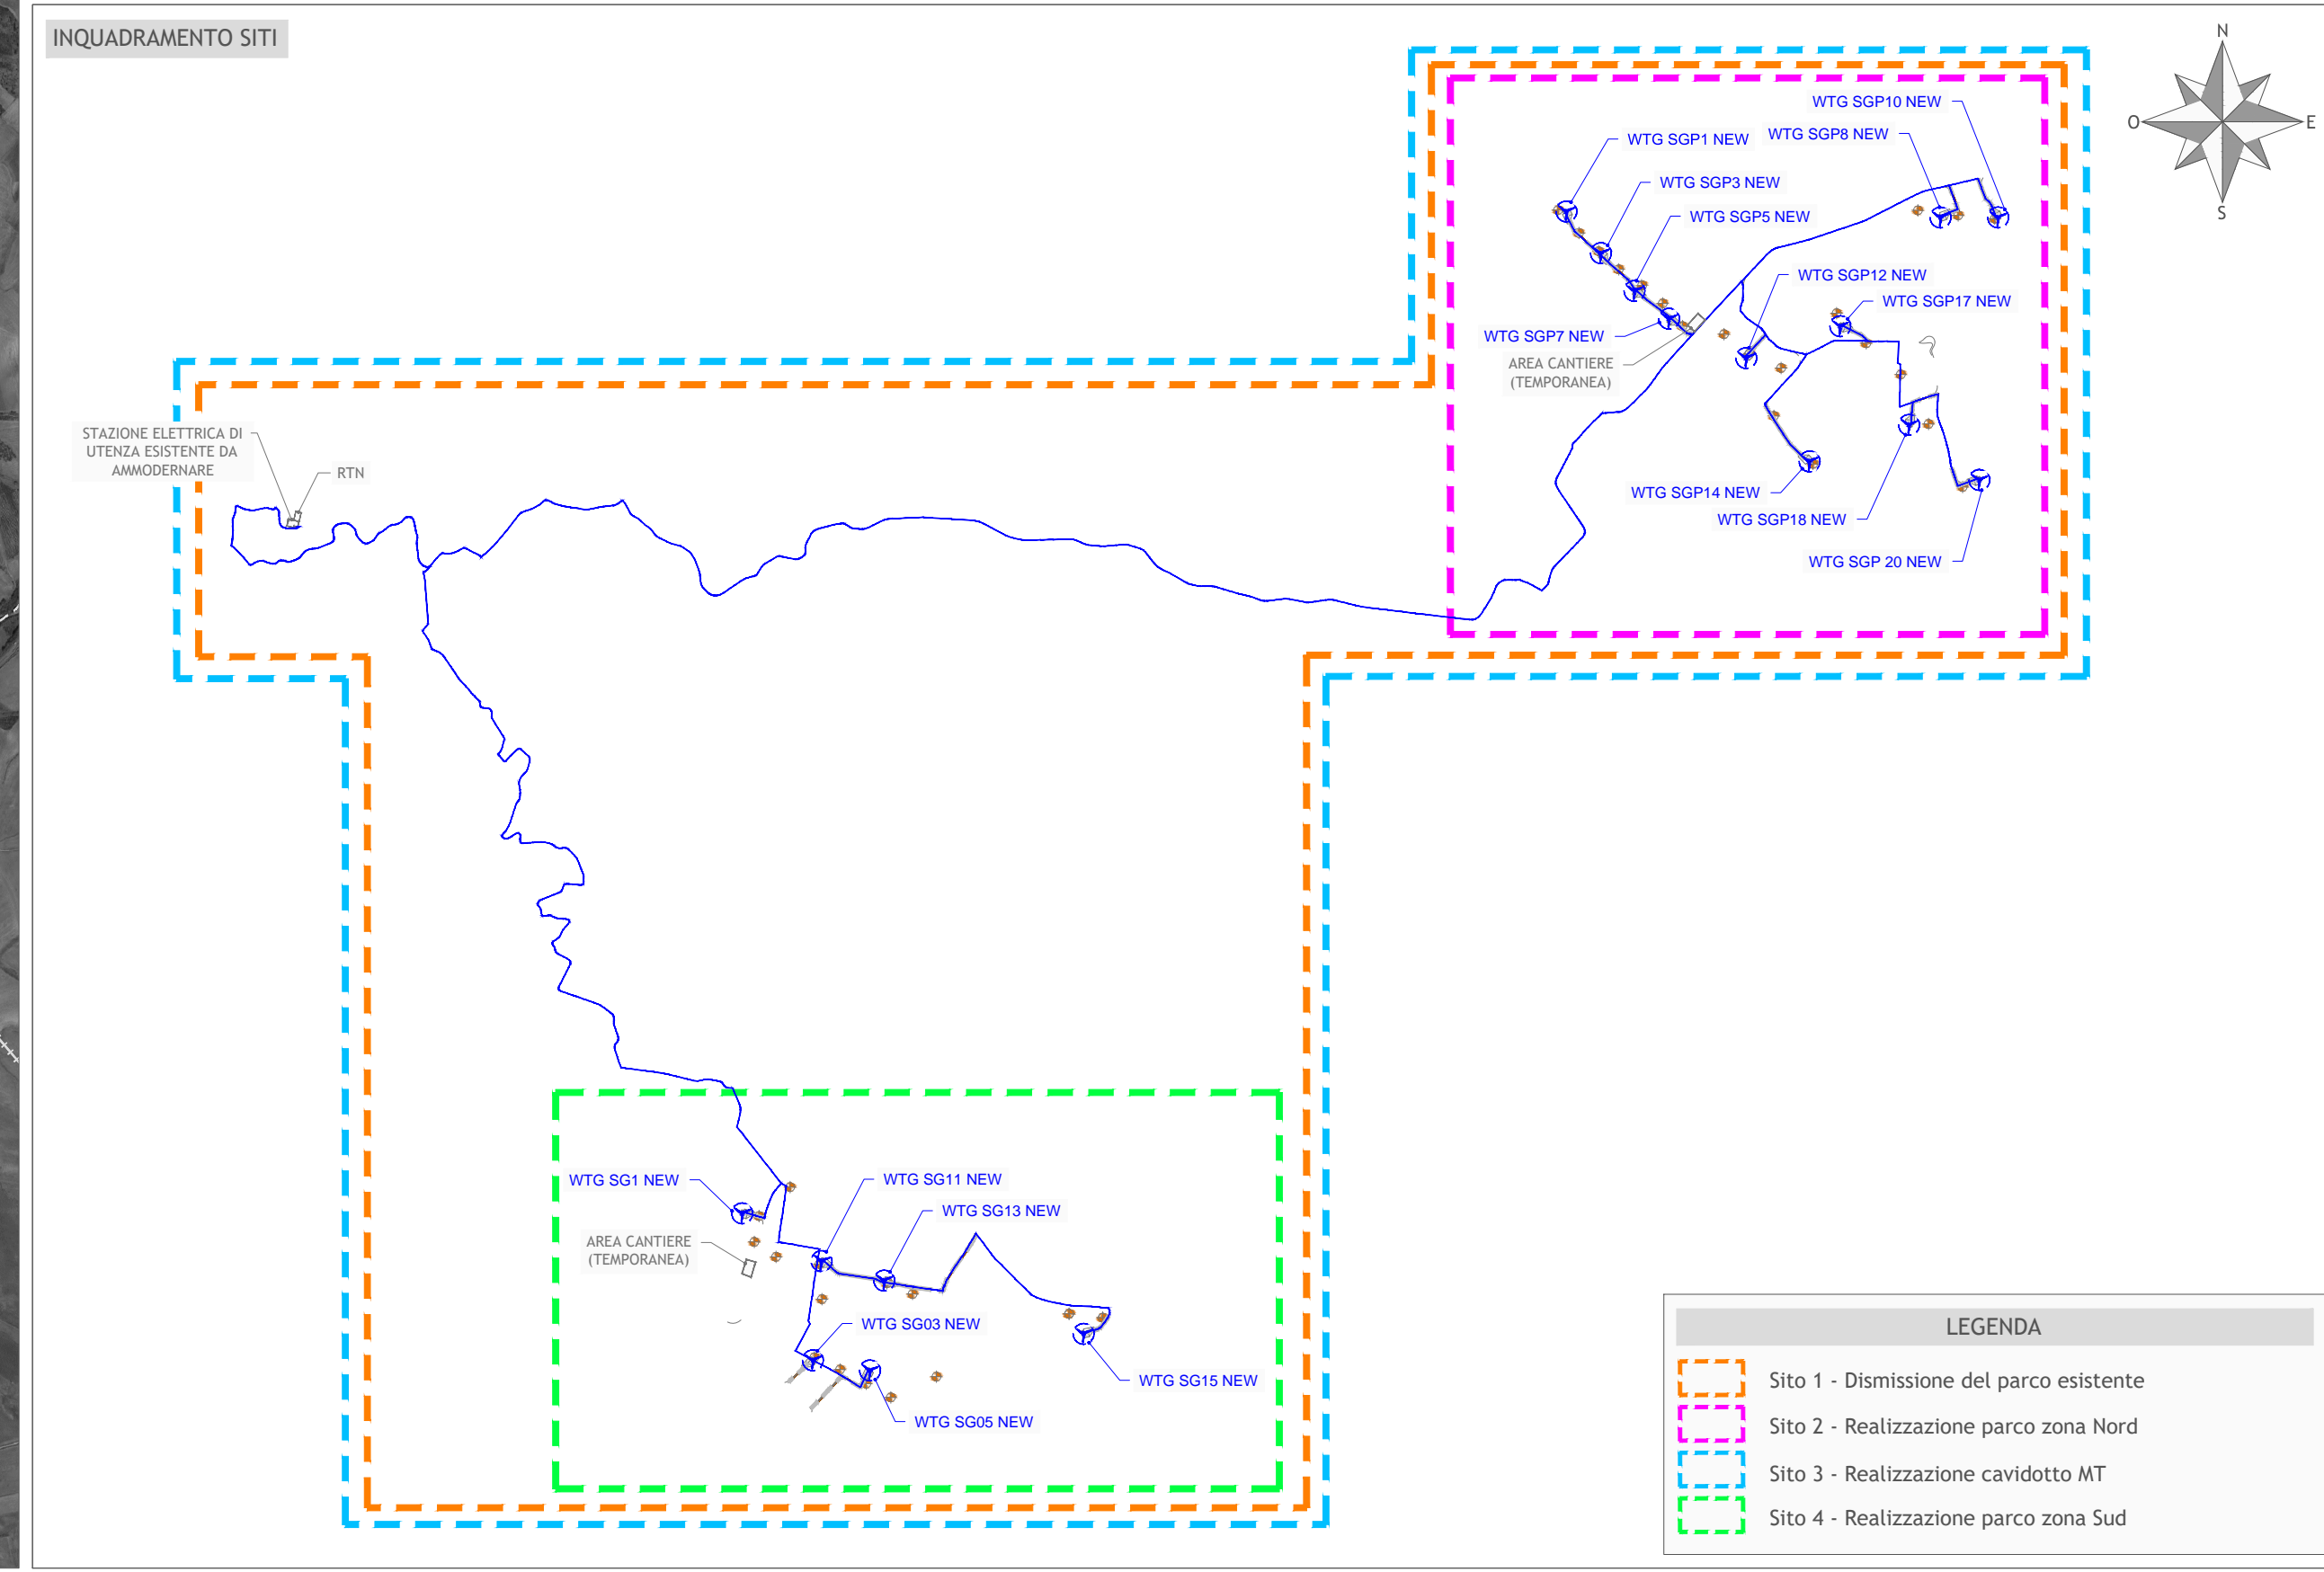 INQUADRAMENTO SITI
N
O
E
S
WTG SGP10 NEW
WTG SGP1 NEW
WTG SGP8 NEW
WTG SGP3 NEW
WTG SGP5 NEW
WTG SGP12 NEW
WTG SGP17 NEW
WTG SGP7 NEW
AREA CANTIERE
(TEMPORANEA)
STAZIONE ELETTRICA DI
UTENZA ESISTENTE DA
AMMODERNARE
RTN
WTG SGP14 NEW
WTG SGP18 NEW
WTG SGP 20 NEW
WTG SG1 NEW
WTG SG11 NEW
WTG SG13 NEW
AREA CANTIERE
(TEMPORANEA)
WTG SG03 NEW
WTG SG15 NEW
WTG SG05 NEW
LEGENDA
Sito 1 - Dismissione del parco esistente
Sito 2 - Realizzazione parco zona Nord
Sito 3 - Realizzazione cavidotto MT
Sito 4 - Realizzazione parco zona Sud